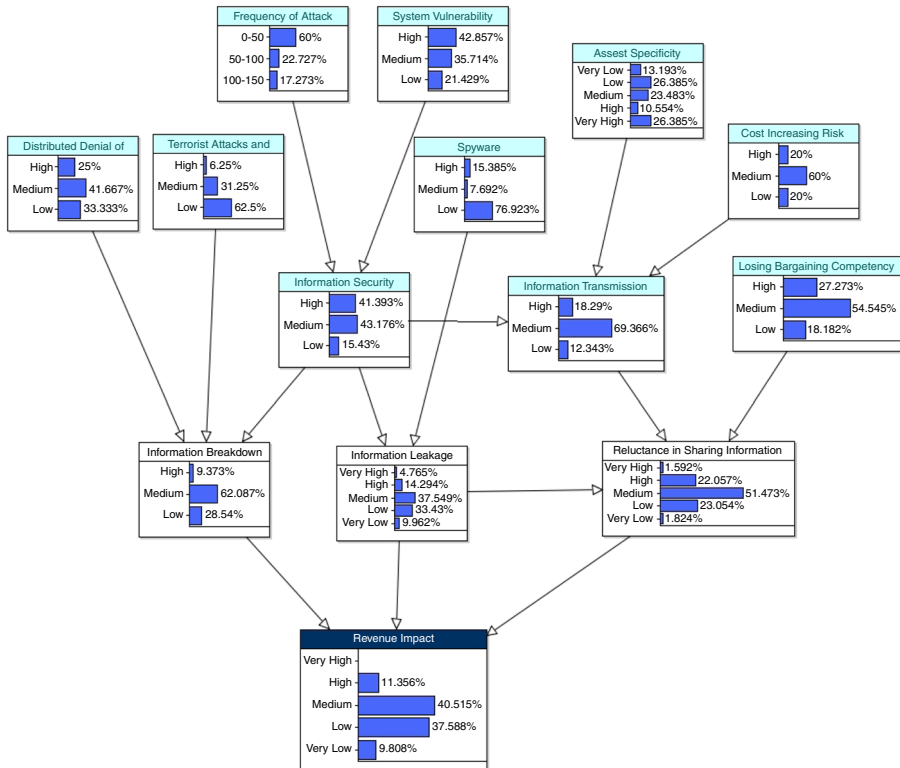 Frequency of Attack
0-50 60%
50-100 22.727%
100-150 17.273%
System Vulnerability
High 42.857%
Medium 35.714%
Low 21.429%
Assest Specificity
Very Low 13.193%
Low 26.385%
Medium 23.483%
High 10.554%
Very High 26.385%
Distributed Denial of
High 25%
Medium 41.667%
Low 33.333%
Terrorist Attacks and
High 6.25%
Medium 31.25%
Low 62.5%
Spyware
High 15.385%
Medium 7.692%
Low 76.923%
Cost Increasing Risk
High 20%
Medium 60%
Low 20%
Information Security
High 41.393%
Medium 43.176%
Low 15.43%
Information Transmission
High 18.29%
Medium 69.366%
Low 12.343%
Losing Bargaining Competency
High 27.273%
Medium 54.545%
Low 18.182%
Information Breakdown
High 9.373%
Medium 62.087%
Low 28.54%
Information Leakage
Very High 4.765%
High 14.294%
Medium 37.549%
Low 33.43%
Very Low 9.962%
Reluctance in Sharing Information
Very High 1.592%
High 22.057%
Medium 51.473%
Low 23.054%
Very Low 1.824%
Revenue Impact
Very High
High 11.356%
Medium 40.515%
Low 37.588%
Very Low 9.808%